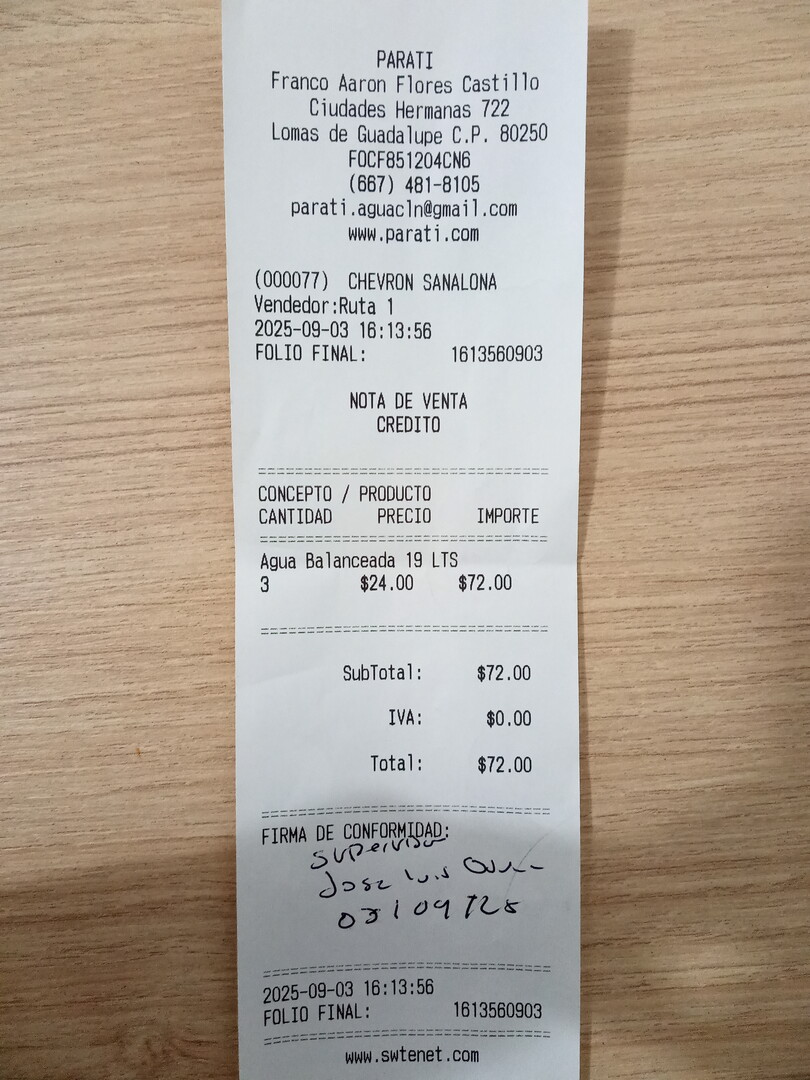 PARATI
Franco Aaron Flores Castillo
Ciudades Hermanas 722
Lomas de Guadalupe C.P. 80250
FOCF851204CN6
(667) 481-8105
parati.aguacln@gmail.com
www.parati.com
(000077) CHEVRON SANALONA
Vendedor:Ruta 1
2025-09-03 16:13:56
FOLIO FINAL: 1613560903
NOTA DE VENTA
CREDITO
================================
CONCEPTO / PRODUCTO
CANTIDAD PRECIO IMPORTE
================================
Agua Balanceada 19 LTS
3 $24.00 $72.00
================================
SubTotal: $72.00
IVA: $0.00
Total: $72.00
================================
FIRMA DE CONFORMIDAD:
Supervisor
Jose Luis
03/09/25
================================
2025-09-03 16:13:56
FOLIO FINAL: 1613560903
================================
www.swtenet.com